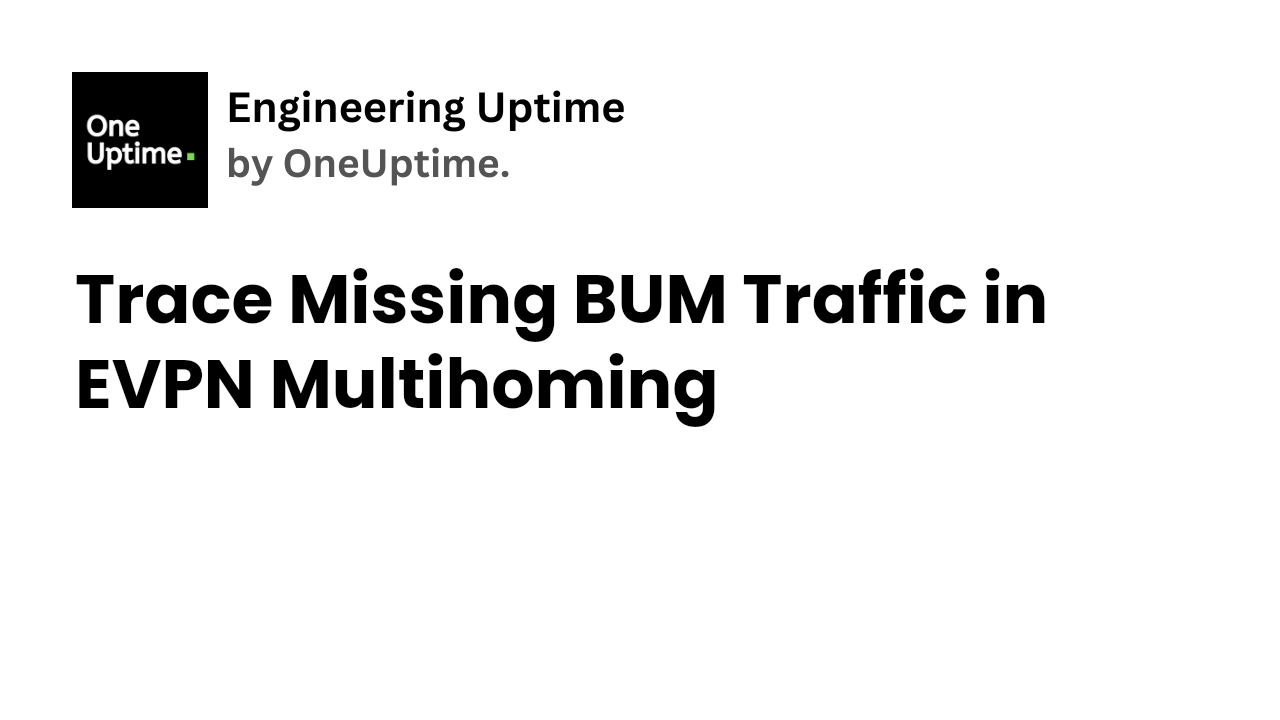 One
Uptime.
Engineering Uptime
by OneUptime.
Trace Missing BUM Traffic in
EVPN Multihoming